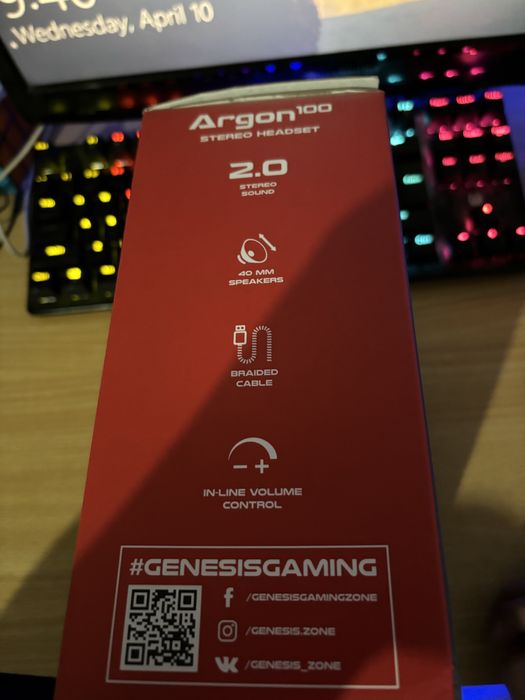 Wednesday, April 10
Argon100
STEREO HEADSET
2.0
STEREO
SOUND
40 MM
SPEAKERS
BRAIDED
CABLE
IN-LINE VOLUME
CONTROL
#GENESISGAMING
/GENESISGAMINGZONE
/GENESIS.ZONE
/GENESIS_ZONE